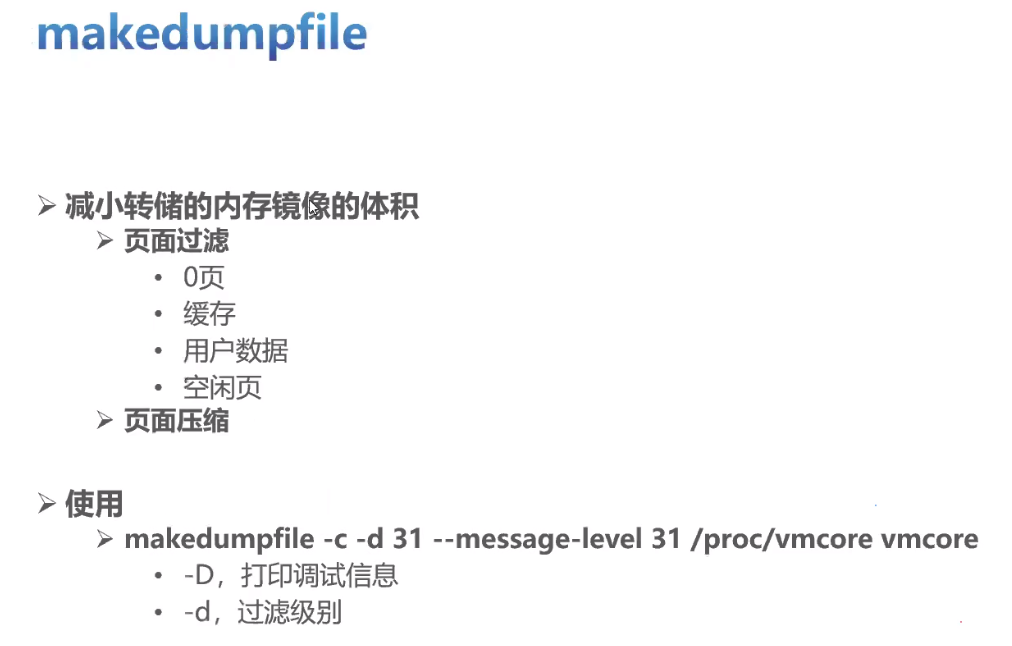 makedumpfile
减小转储的内存镜像的体积
页面过滤
0页
缓存
用户数据
空闲页
页面压缩
使用
makedumpfile -c -d 31 --message-level 31 /proc/vmcore vmcore
-D，打印调试信息
-d，过滤级别